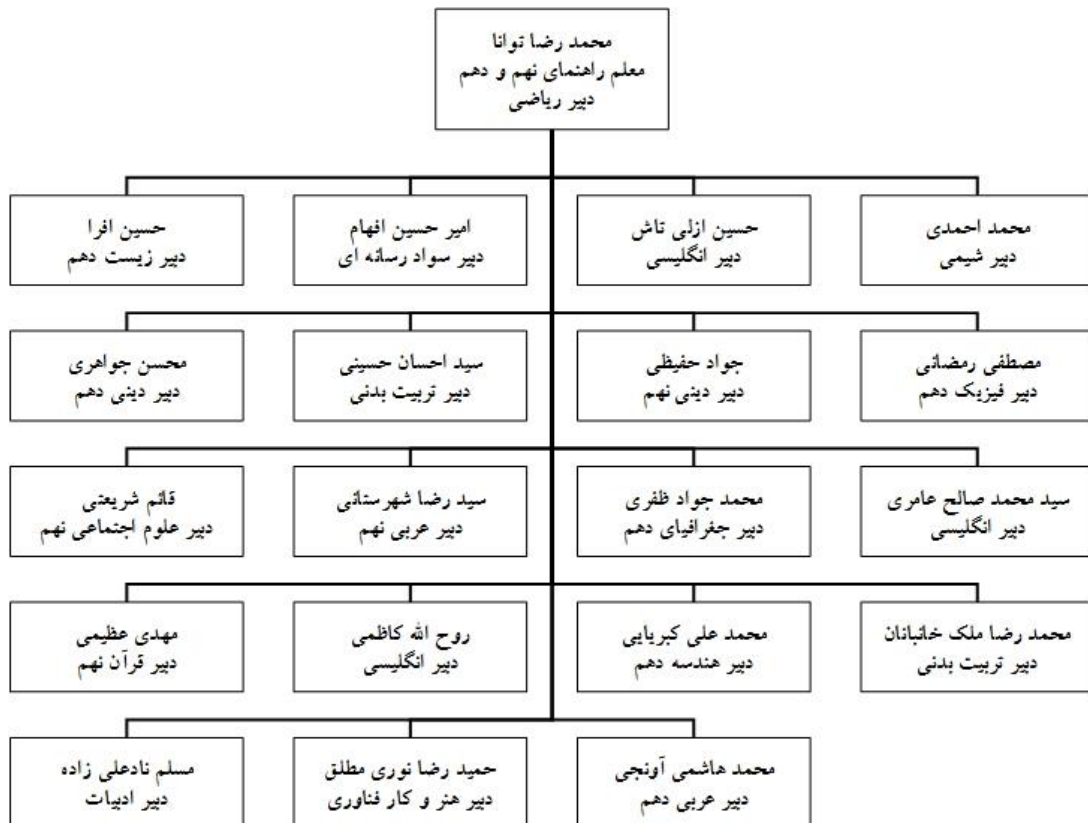 محمد رضا توانا
معلم راهنمای نهم و دهم
دبیر ریاضی
محمد احمدی
دبیر شیمی
حسین ازلی تاش
دبیر انگلیسی
امیر حسین افهام
دبیر سواد رسانه ای
حسین افرا
دبیر زیست دهم
مصطفی رمضانی
دبیر فیزیک دهم
جواد حفیظی
دبیر دینی نهم
سید احسان حسینی
دبیر تربیت بدنی
محسن جواهری
دبیر دینی دهم
سید محمد صالح عامری
دبیر انگلیسی
محمد جواد ظفری
دبیر جغرافیای دهم
سید رضا شهرستانی
دبیر عربی نهم
قائم شریعتی
دبیر علوم اجتماعی نهم
محمد رضا ملک خانبانان
دبیر تربیت بدنی
محمد علی کبریایی
دبیر هندسه دهم
روح الله کاظمی
دبیر انگلیسی
مهدی عظیمی
دبیر قرآن نهم
محمد هاشمی آونجی
دبیر عربی دهم
حمید رضا نوری مطلق
دبیر هنر و کار فناوری
مسلم نادعلی زاده
دبیر ادبیات